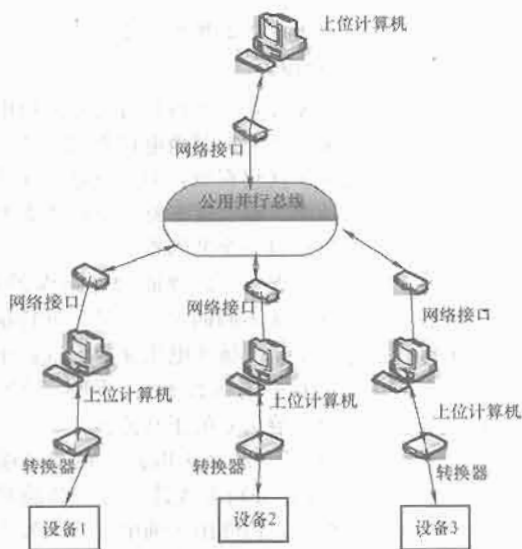 上位计算机
网络接口
公用并行总线
网络接口
网络接口
网络接口
上位计算机
上位计算机
上位计算机
转换器
转换器
转换器
设备1
设备2
设备3